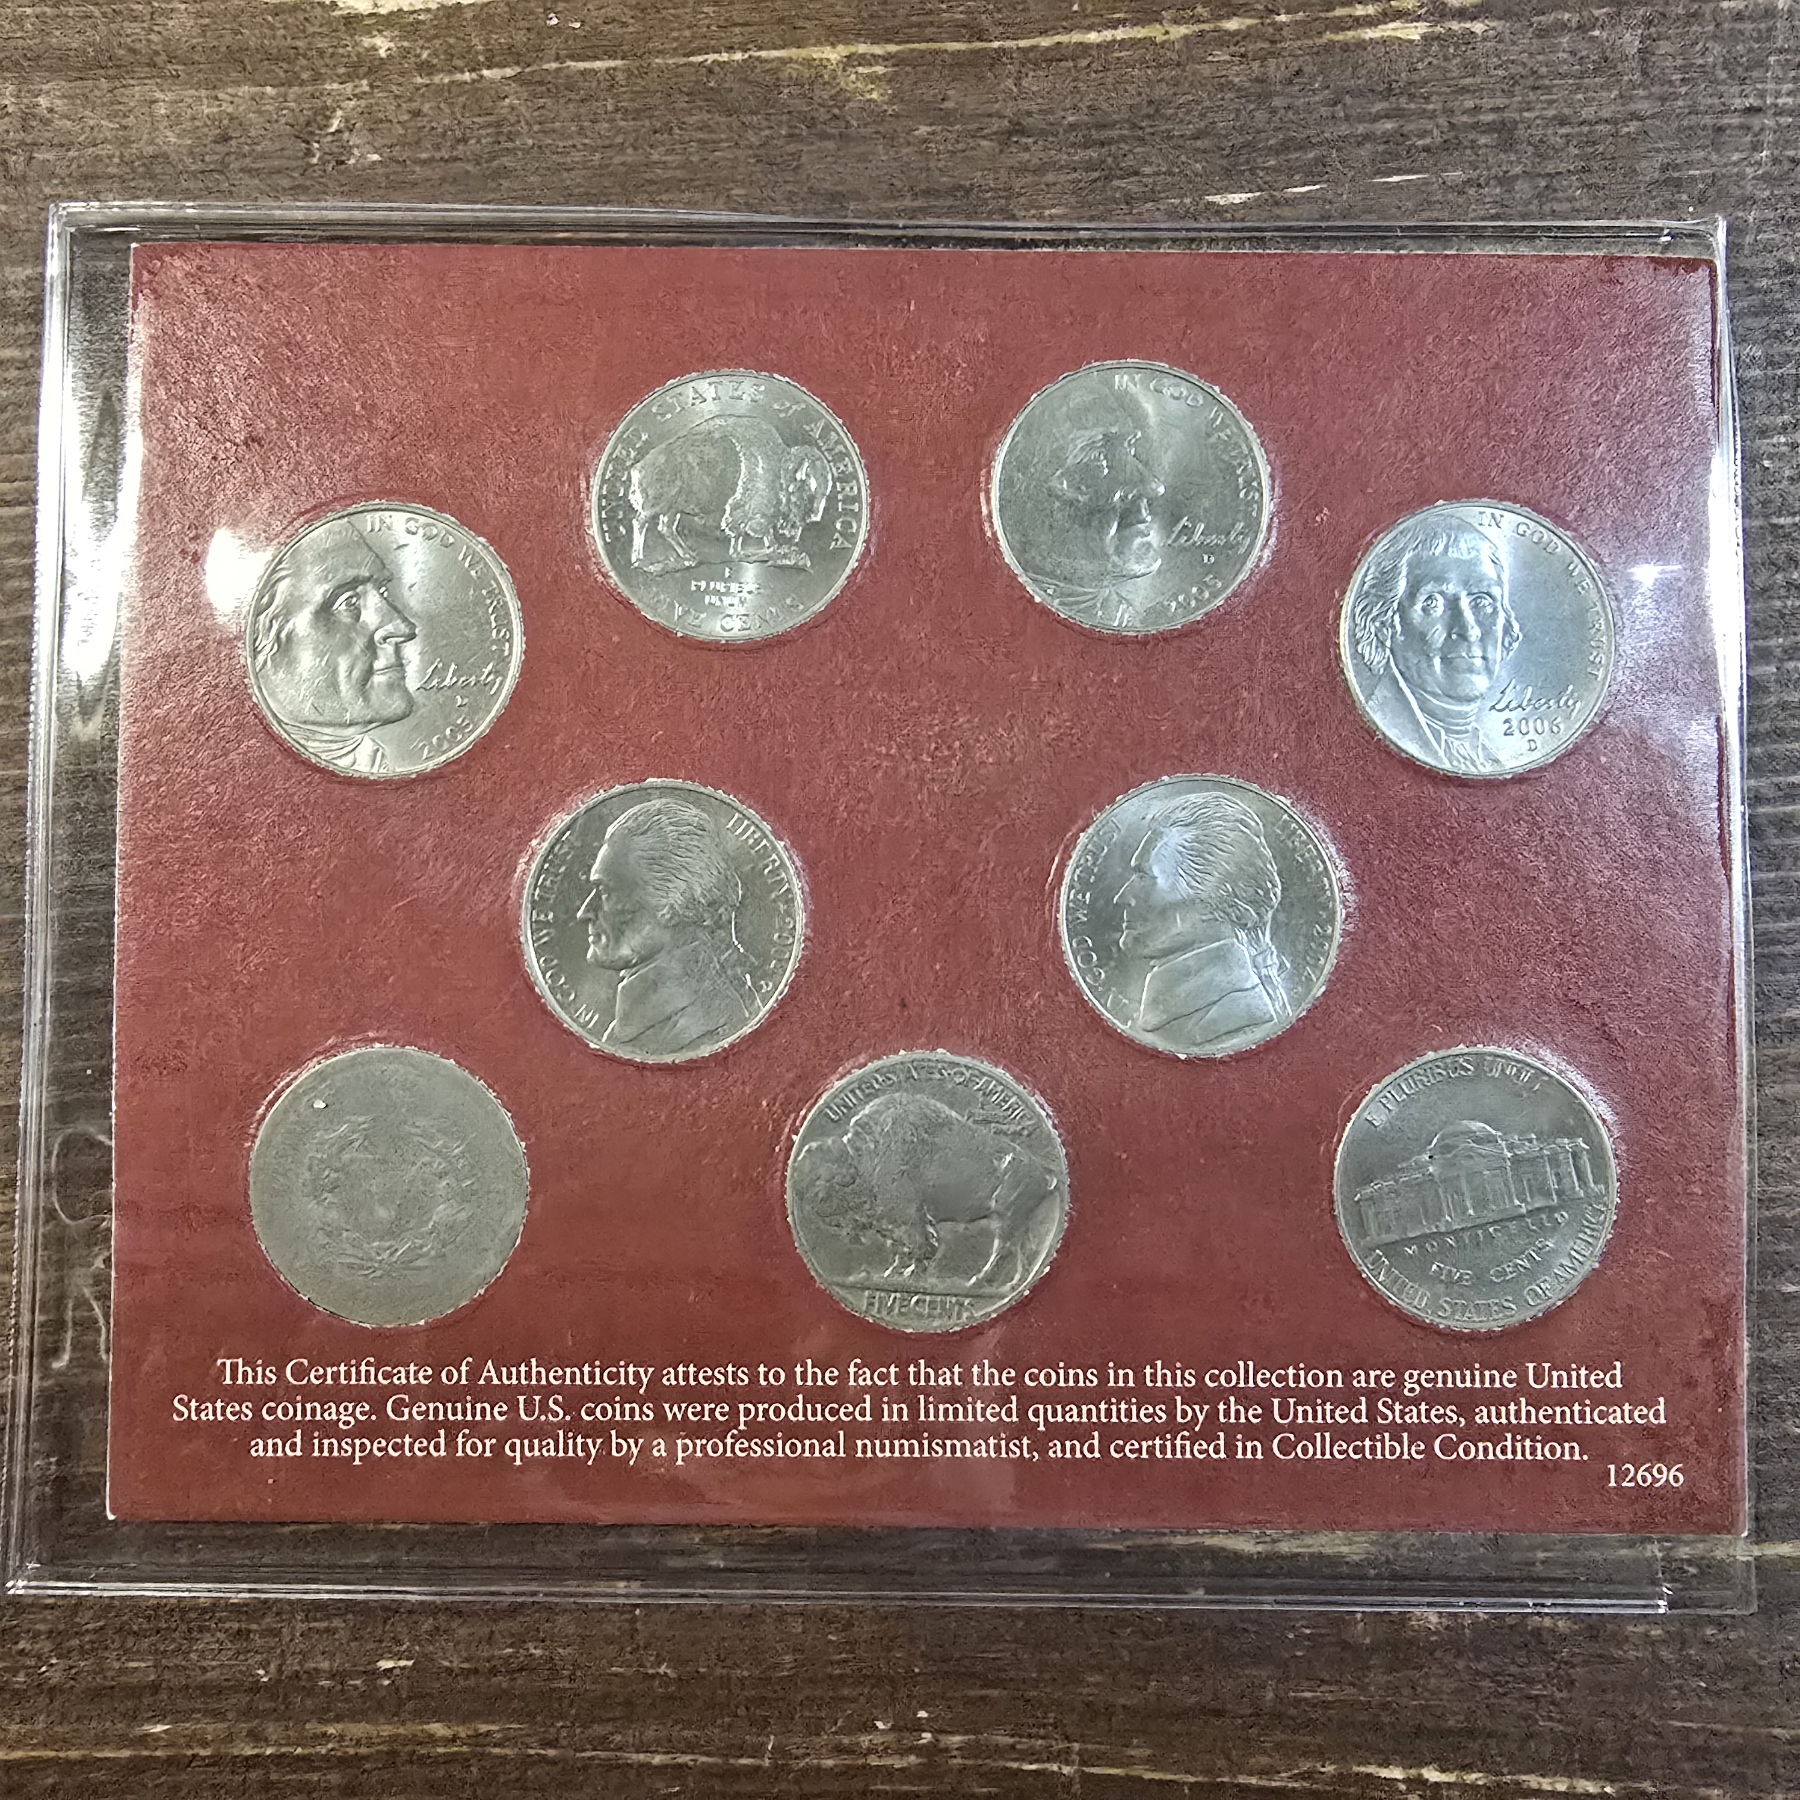 UNITED STATES of AMERICA
E
PLURIBUS
UNUM
FIVE CENTS
IN GOD WE TRUST
Liberty
D
2005
IN GOD WE TRUST
Liberty
2005
IN GOD WE TRUST
Liberty
2006
D
IN GOD WE TRUST
LIBERTY
IN GOD WE TRUST
LIBERTY
UNITED STATES OF AMERICA
FIVE CENTS
E PLURIBUS UNUM
MONTICELLO
FIVE CENTS
UNITED STATES OF AMERICA
This Certificate of Authenticity attests to the fact that the coins in this collection are genuine United
States coinage. Genuine U.S. coins were produced in limited quantities by the United States, authenticated
and inspected for quality by a professional numismatist, and certified in Collectible Condition.
12696